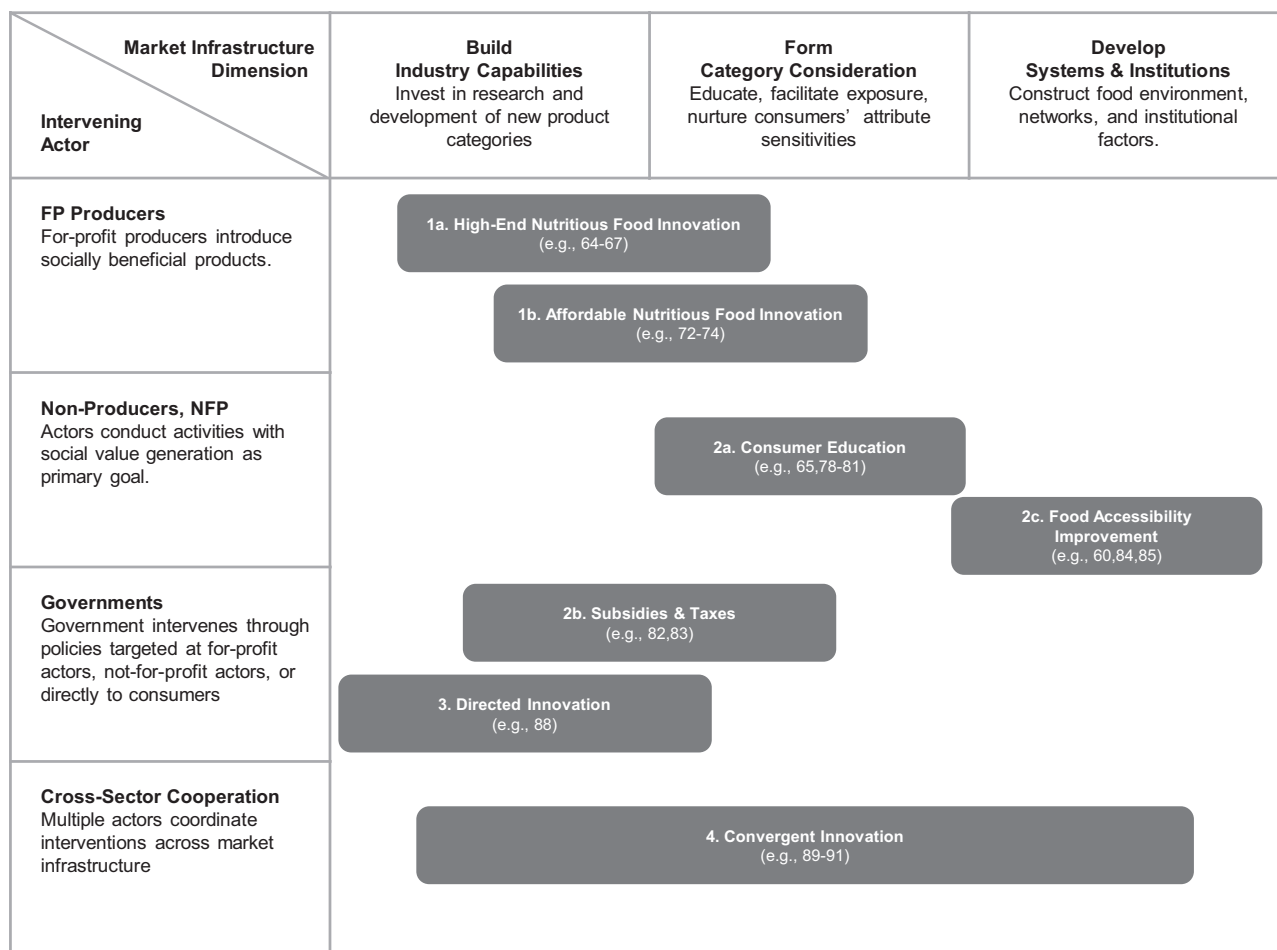 Market Infrastructure
Dimension
Intervening
Actor
Build
Industry Capabilities
Invest in research and
development of new product
categories
Form
Category Consideration
Educate, facilitate exposure,
nurture consumers’ attribute
sensitivities
Develop
Systems & Institutions
Construct food environment,
networks, and institutional
factors.
FP Producers
For-profit producers introduce
socially beneficial products.
1a. High-End Nutritious Food Innovation
(e.g., 64-67)
1b. Affordable Nutritious Food Innovation
(e.g., 72-74)
Non-Producers, NFP
Actors conduct activities with
social value generation as
primary goal.
2a. Consumer Education
(e.g., 65,78-81)
2c. Food Accessibility
Improvement
(e.g., 60,84,85)
Governments
Government intervenes through
policies targeted at for-profit
actors, not-for-profit actors, or
directly to consumers
2b. Subsidies & Taxes
(e.g., 82,83)
3. Directed Innovation
(e.g., 88)
Cross-Sector Cooperation
Multiple actors coordinate
interventions across market
infrastructure
4. Convergent Innovation
(e.g., 89-91)